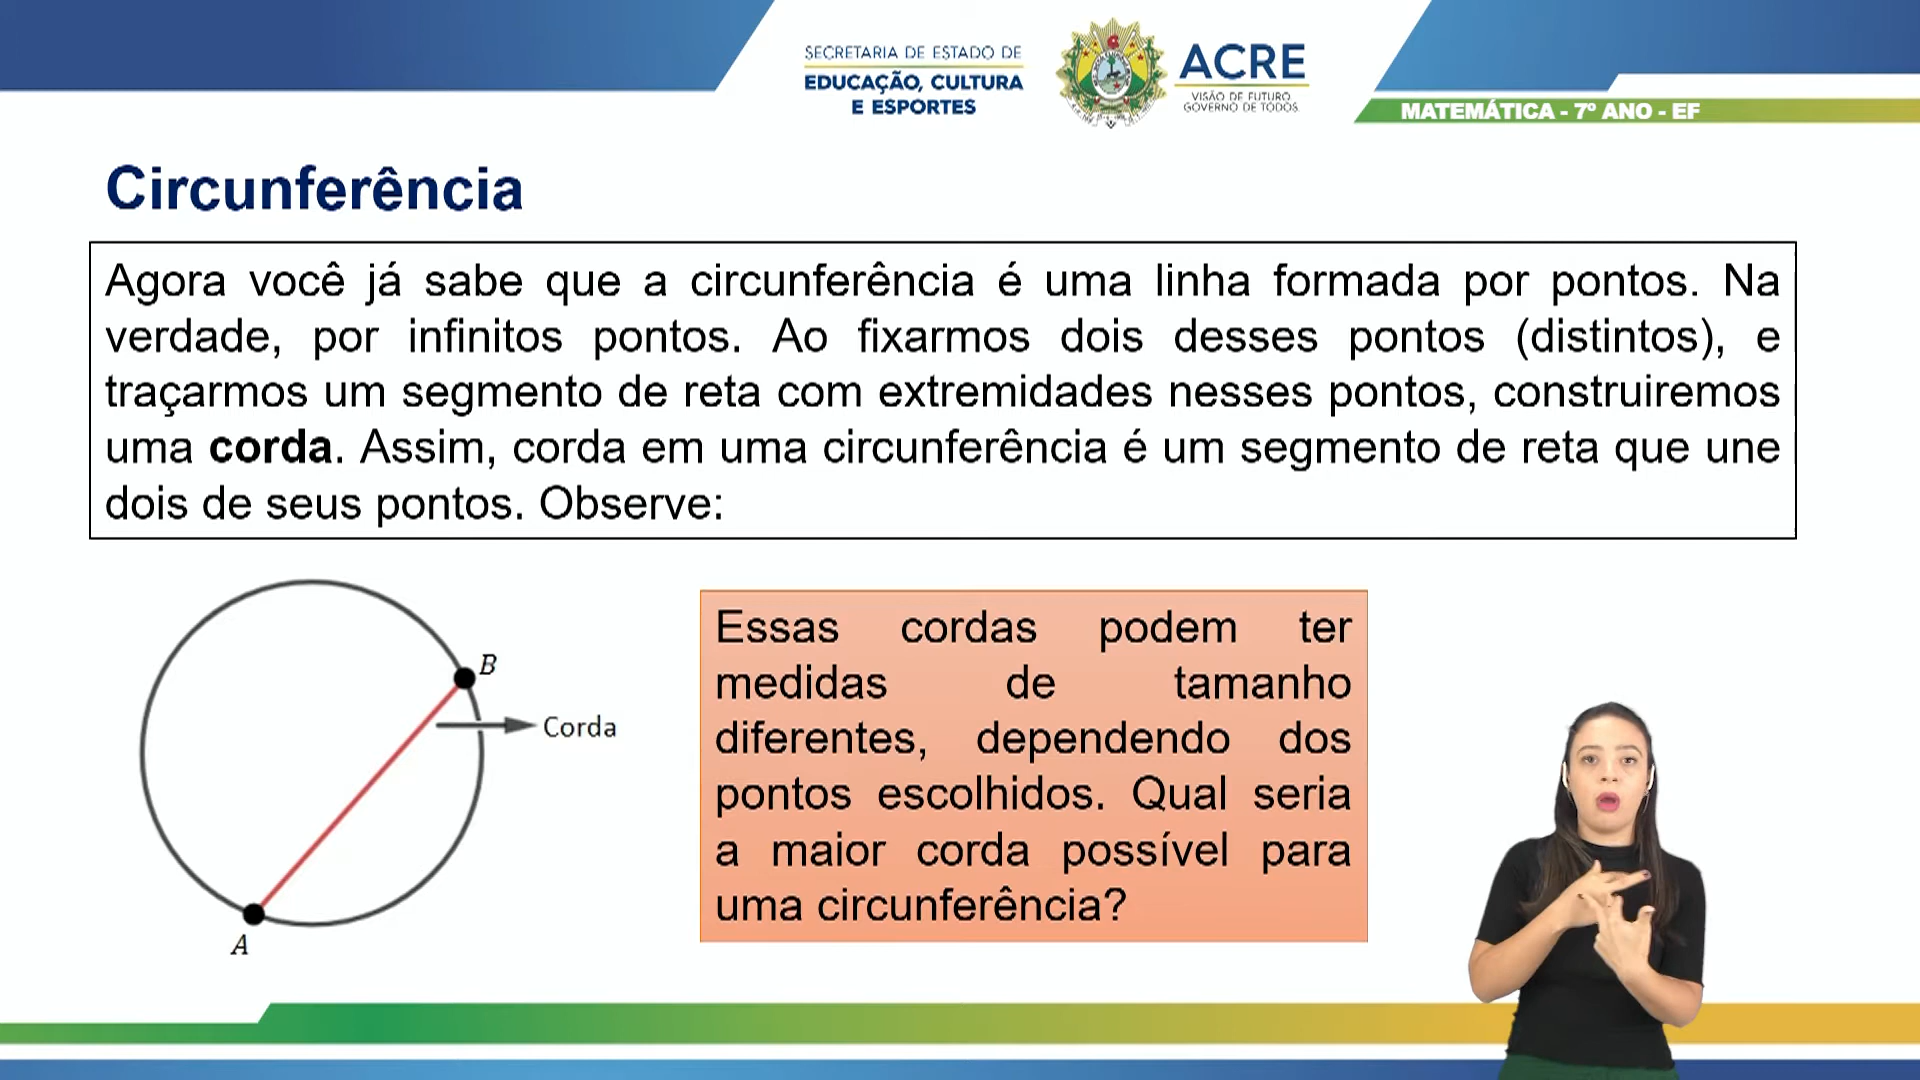 SECRETARIA DE ESTADO DE
EDUCAÇÃO, CULTURA
E ESPORTES
ACRE
VISÃO DE FUTURO
GOVERNO DE TODOS
MATEMÁTICA - 7º ANO - EF
Circunferência
Agora você já sabe que a circunferência é uma linha formada por pontos. Na
verdade, por infinitos pontos. Ao fixarmos dois desses pontos (distintos), e
traçarmos um segmento de reta com extremidades nesses pontos, construiremos
uma corda. Assim, corda em uma circunferência é um segmento de reta que une
dois de seus pontos. Observe:
B
Corda
A
Essas cordas podem ter
medidas de tamanho
diferentes, dependendo dos
pontos escolhidos. Qual seria
a maior corda possível para
uma circunferência?